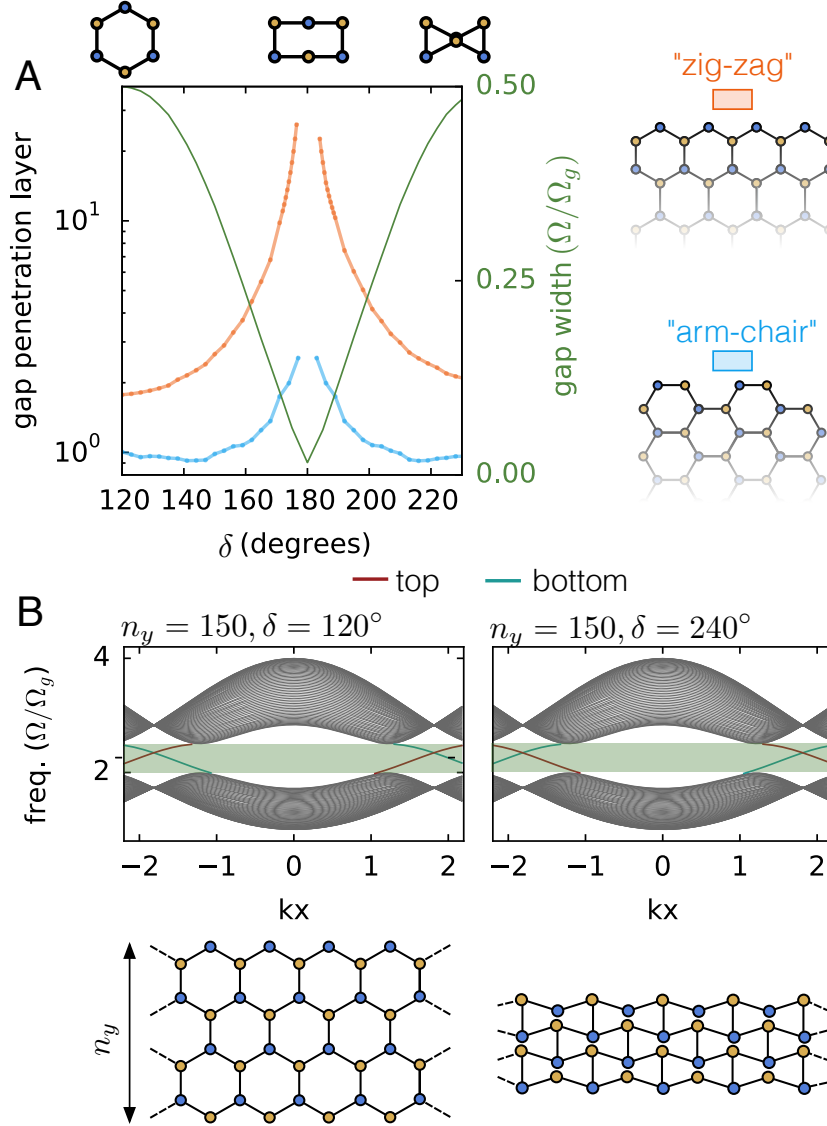 A
gap penetration layer
10¹
10⁰
120 140 160 180 200 220
δ (degrees)
0.50
0.25
0.00
gap width (Ω/Ω_g)
"zig-zag"
"arm-chair"
top
bottom
B
n_y = 150, δ = 120°
n_y = 150, δ = 240°
freq. (Ω/Ω_g)
4
2
−2 −1 0 1 2
kx
−2 −1 0 1 2
kx
n_y